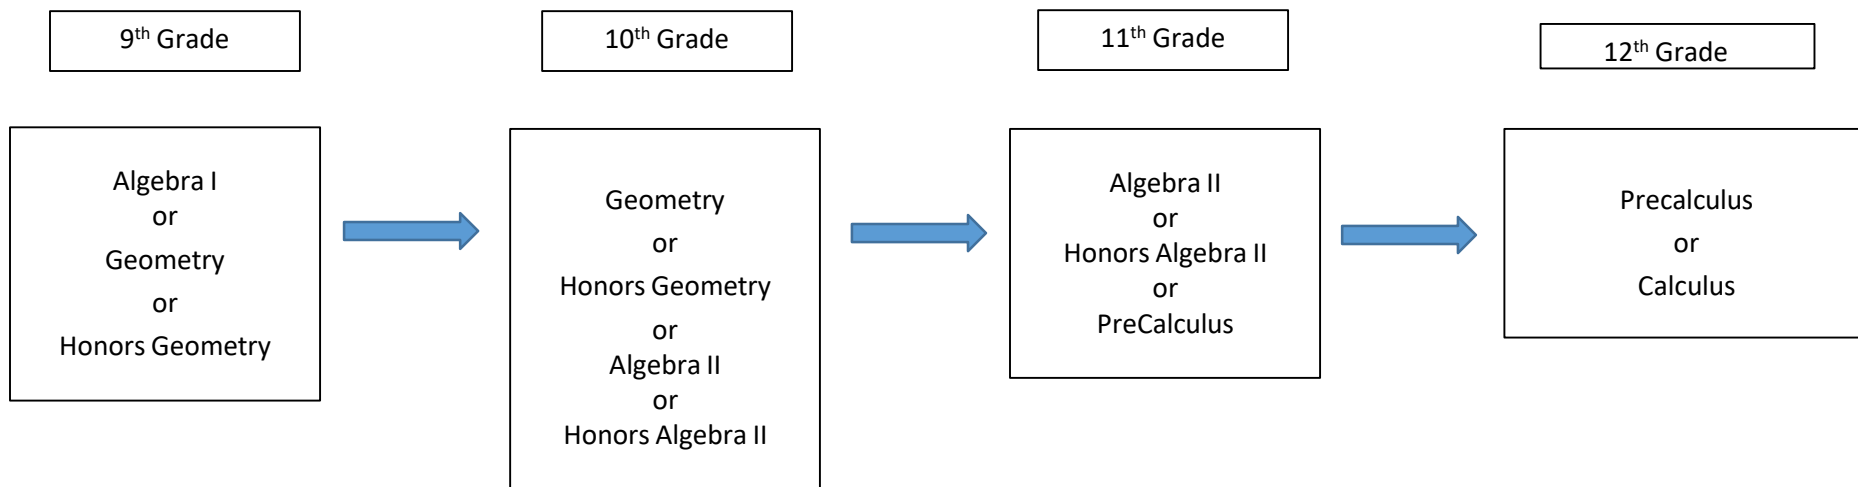 9th Grade
10th Grade
11th Grade
12th Grade
Algebra I
or
Geometry
or
Honors Geometry
Geometry
or
Honors Geometry
or
Algebra II
or
Honors Algebra II
Algebra II
or
Honors Algebra II
or
PreCalculus
Precalculus
or
Calculus